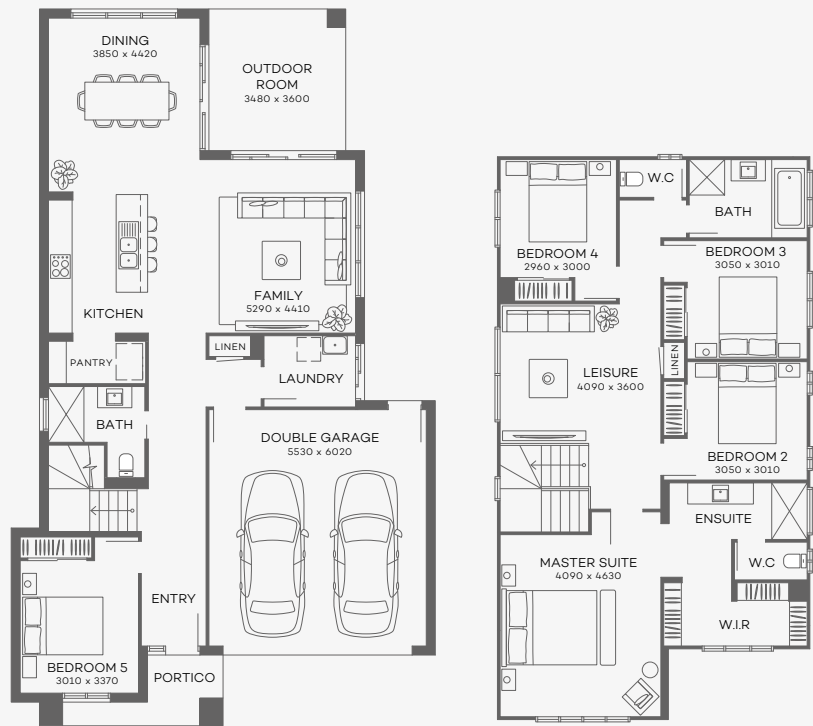 DINING
3850 x 4420
OUTDOOR
ROOM
3480 x 3600
KITCHEN
FAMILY
5290 x 4410
PANTRY
LINEN
LAUNDRY
BATH
DOUBLE GARAGE
5530 x 6020
ENTRY
BEDROOM 5
3010 x 3370
PORTICO
W.C
BATH
BEDROOM 4
2960 x 3000
BEDROOM 3
3050 x 3010
LEISURE
4090 x 3600
LINEN
BEDROOM 2
3050 x 3010
ENSUITE
MASTER SUITE
4090 x 4630
W.C
W.I.R